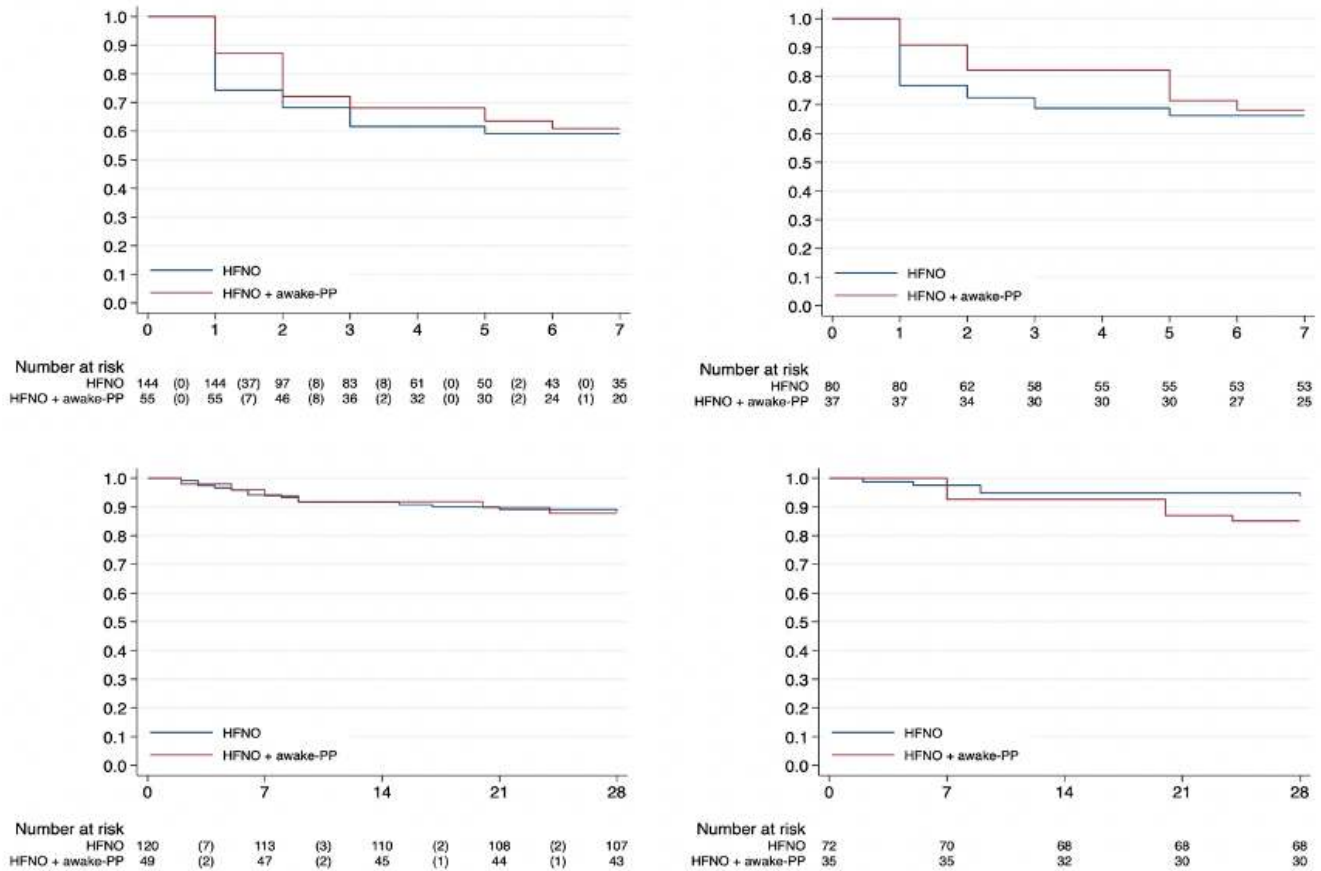 1.0
0.9
0.8
0.7
0.6
0.5
0.4
0.3
0.2
0.1
0.0
HFNO
HFNO + awake-PP
0 1 2 3 4 5 6 7
Number at risk
HFNO 144 (0) 144 (37) 97 (8) 83 (8) 61 (0) 50 (2) 43 (0) 35
HFNO + awake-PP 55 (0) 55 (7) 46 (8) 36 (2) 32 (0) 30 (2) 24 (1) 20
1.0
0.9
0.8
0.7
0.6
0.5
0.4
0.3
0.2
0.1
0.0
HFNO
HFNO + awake-PP
0 1 2 3 4 5 6 7
Number at risk
HFNO 80 80 62 58 55 55 53 53
HFNO + awake-PP 37 37 34 30 30 30 27 25
1.0
0.9
0.8
0.7
0.6
0.5
0.4
0.3
0.2
0.1
0.0
HFNO
HFNO + awake-PP
0 7 14 21 28
Number at risk
HFNO 120 (7) 113 (3) 110 (2) 108 (2) 107
HFNO + awake-PP 49 (2) 47 (2) 45 (1) 44 (1) 43
1.0
0.9
0.8
0.7
0.6
0.5
0.4
0.3
0.2
0.1
0.0
HFNO
HFNO + awake-PP
0 7 14 21 28
Number at risk
HFNO 72 70 68 68 68
HFNO + awake-PP 35 35 32 30 30